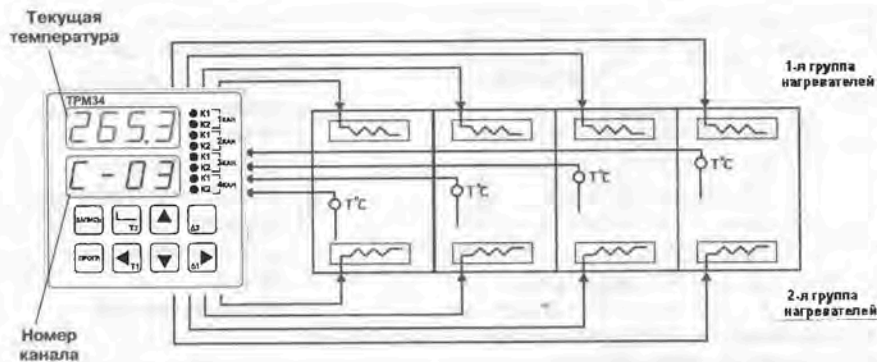 Текущая
температура
1-я группа
нагревателей
ТРМ34
265.3
K1
K2
1КАН
K1
K2
2КАН
K1
K2
3КАН
K1
K2
4КАН
C-03
T°C
T°C
T°C
T°C
ЗАПИСЬ
T2
Δ2
ПРОГР.
T1
Δ1
2-я группа
нагревателей
Номер
канала